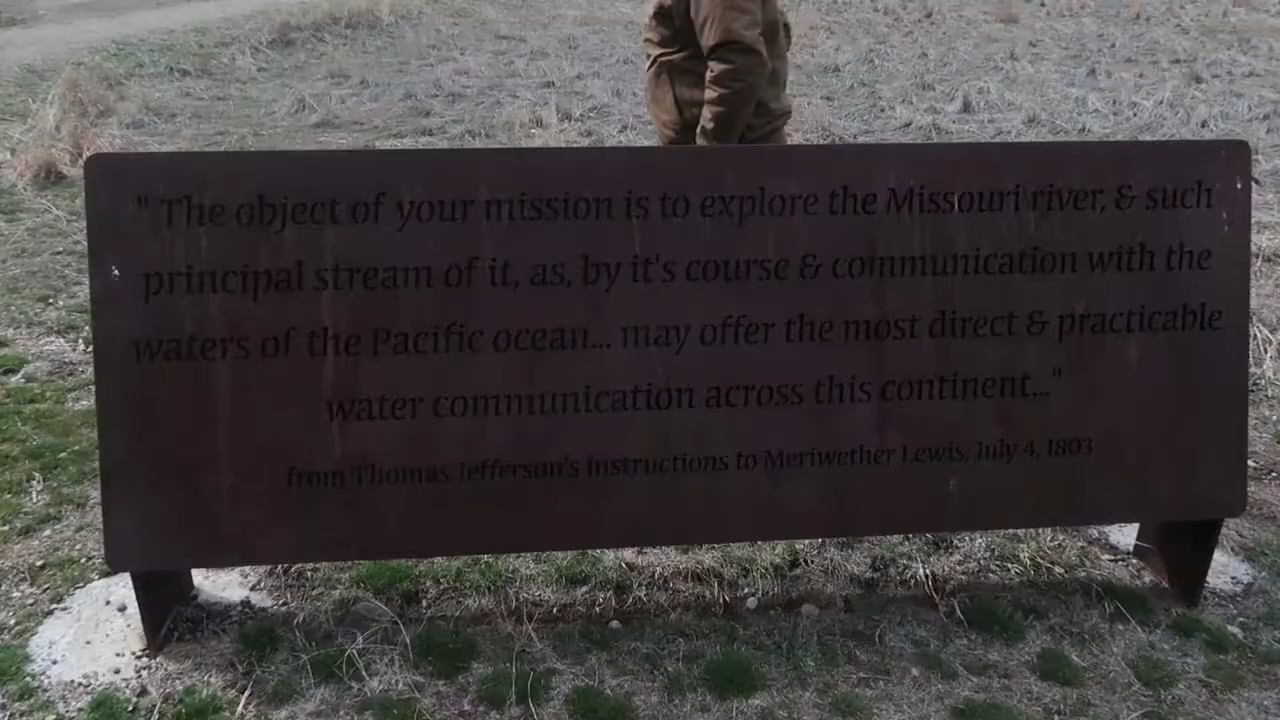 " The object of your mission is to explore the Missouri river, & such
principal stream of it, as, by it's course & communication with the
waters of the Pacific ocean... may offer the most direct & practicable
water communication across this continent..."
from Thomas Jefferson's instructions to Meriwether Lewis, July 4, 1803